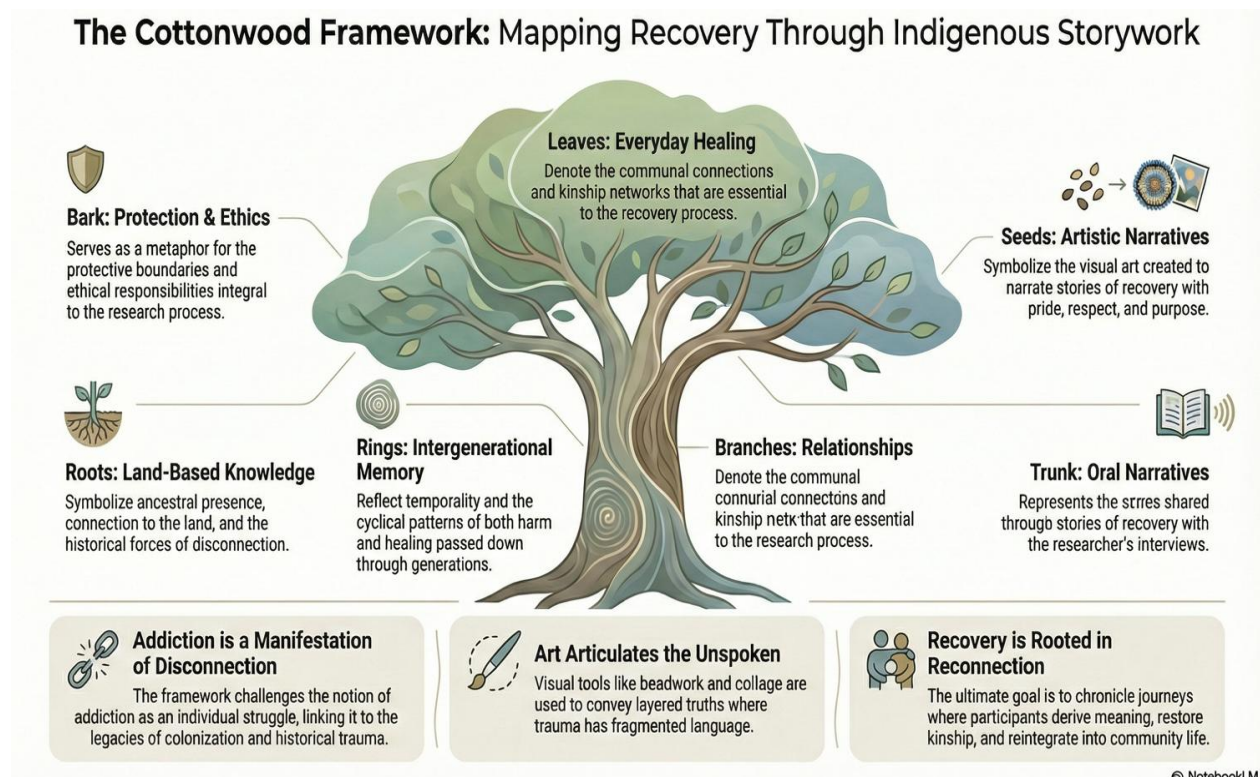 The Cottonwood Framework: Mapping Recovery Through Indigenous Storywork
Leaves: Everyday Healing
Denote the communal connections
and kinship networks that are essential
to the recovery process.
Bark: Protection & Ethics
Serves as a metaphor for the
protective boundaries and
ethical responsibilities integral
to the research process.
Seeds: Artistic Narratives
Symbolize the visual art created to
narrate stories of recovery with
pride, respect, and purpose.
Roots: Land-Based Knowledge
Symbolize ancestral presence,
connection to the land, and the
historical forces of disconnection.
Rings: Intergenerational
Memory
Reflect temporality and the
cyclical patterns of both harm
and healing passed down
through generations.
Branches: Relationships
Denote the communal
connections and
kinship that are essential
to the research process.
Trunk: Oral Narratives
Represents the shared
through stories of recovery with
the researcher's interviews.
Addiction is a Manifestation
of Disconnection
The framework challenges the notion of
addiction as an individual struggle, linking it to the
legacies of colonization and historical trauma.
Art Articulates the Unspoken
Visual tools like beadwork and collage are
used to convey layered truths where
trauma has fragmented language.
Recovery is Rooted in
Reconnection
The ultimate goal is to chronicle journeys
where participants derive meaning, restore
kinship, and reintegrate into community life.